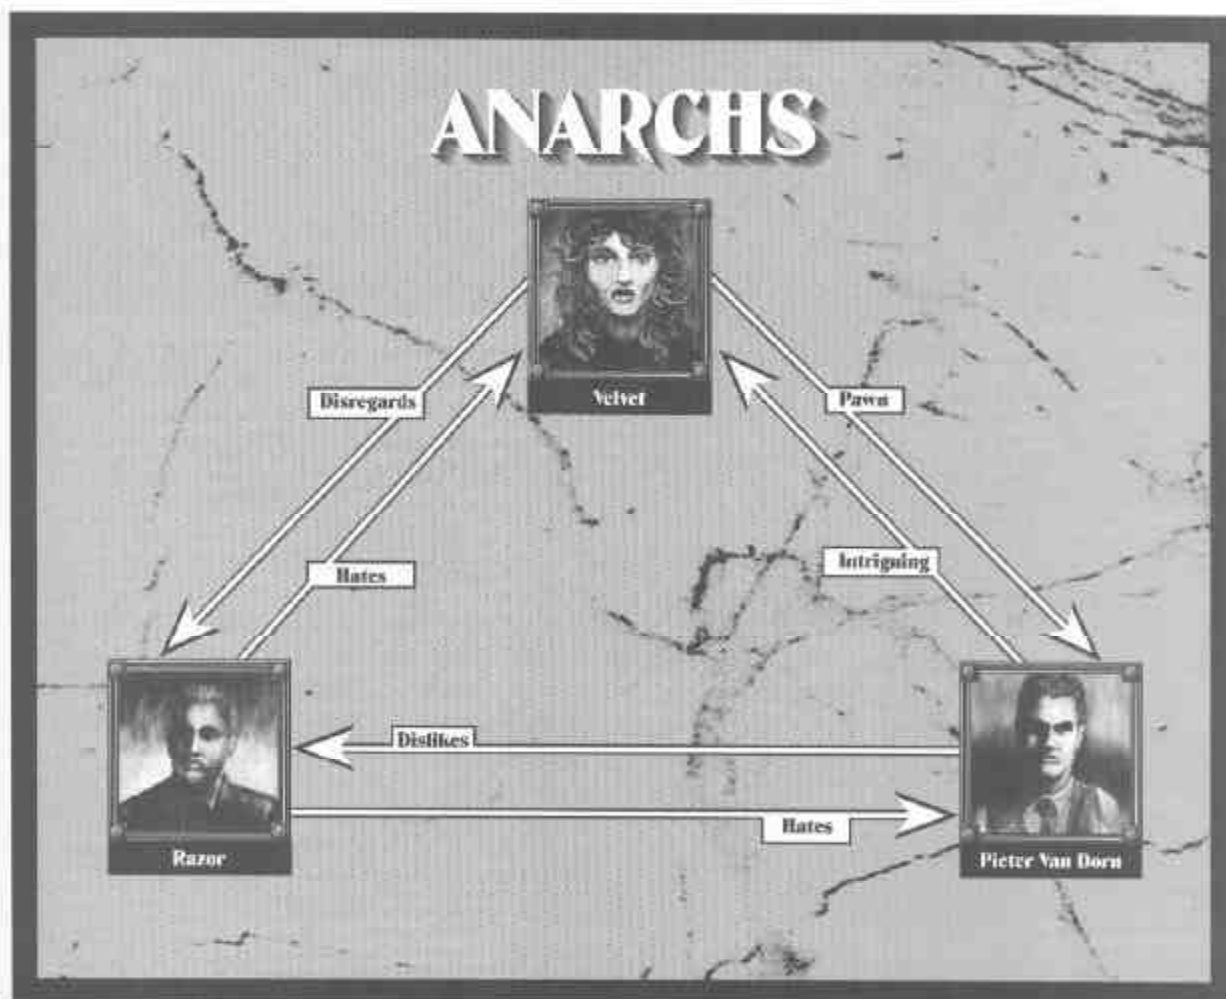 ANARCHS
Velvet
Disregards
Pawn
Hates
Intriguing
Dislikes
Hates
Razor
Pieter Van Dorn